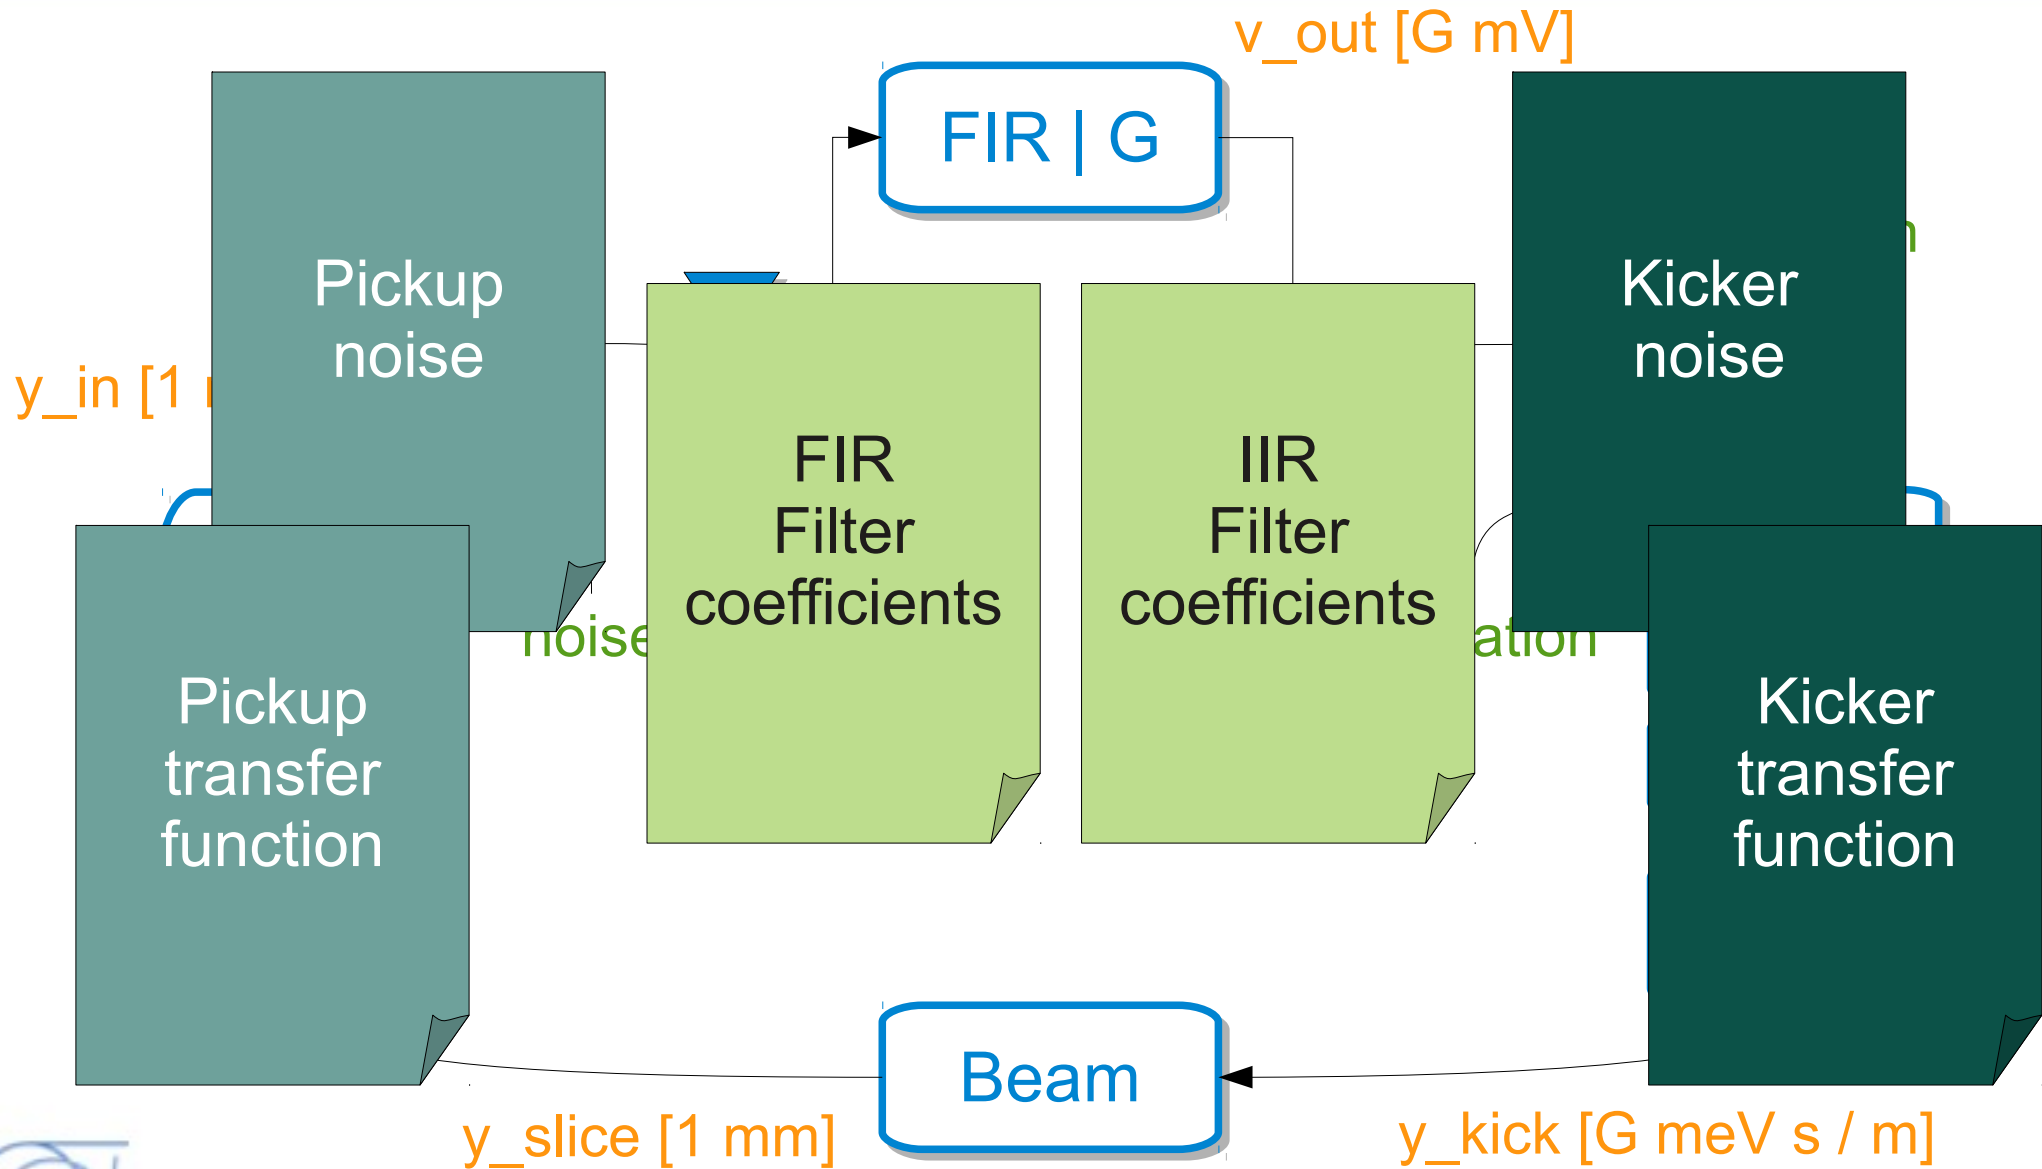 v_out [G mV]
FIR | G
Pickup
noise
Kicker
noise
y_in [1
FIR
Filter
coefficients
IIR
Filter
coefficients
noise
Pickup
transfer
function
Kicker
transfer
function
Beam
y_slice [1 mm]
y_kick [G meV s / m]